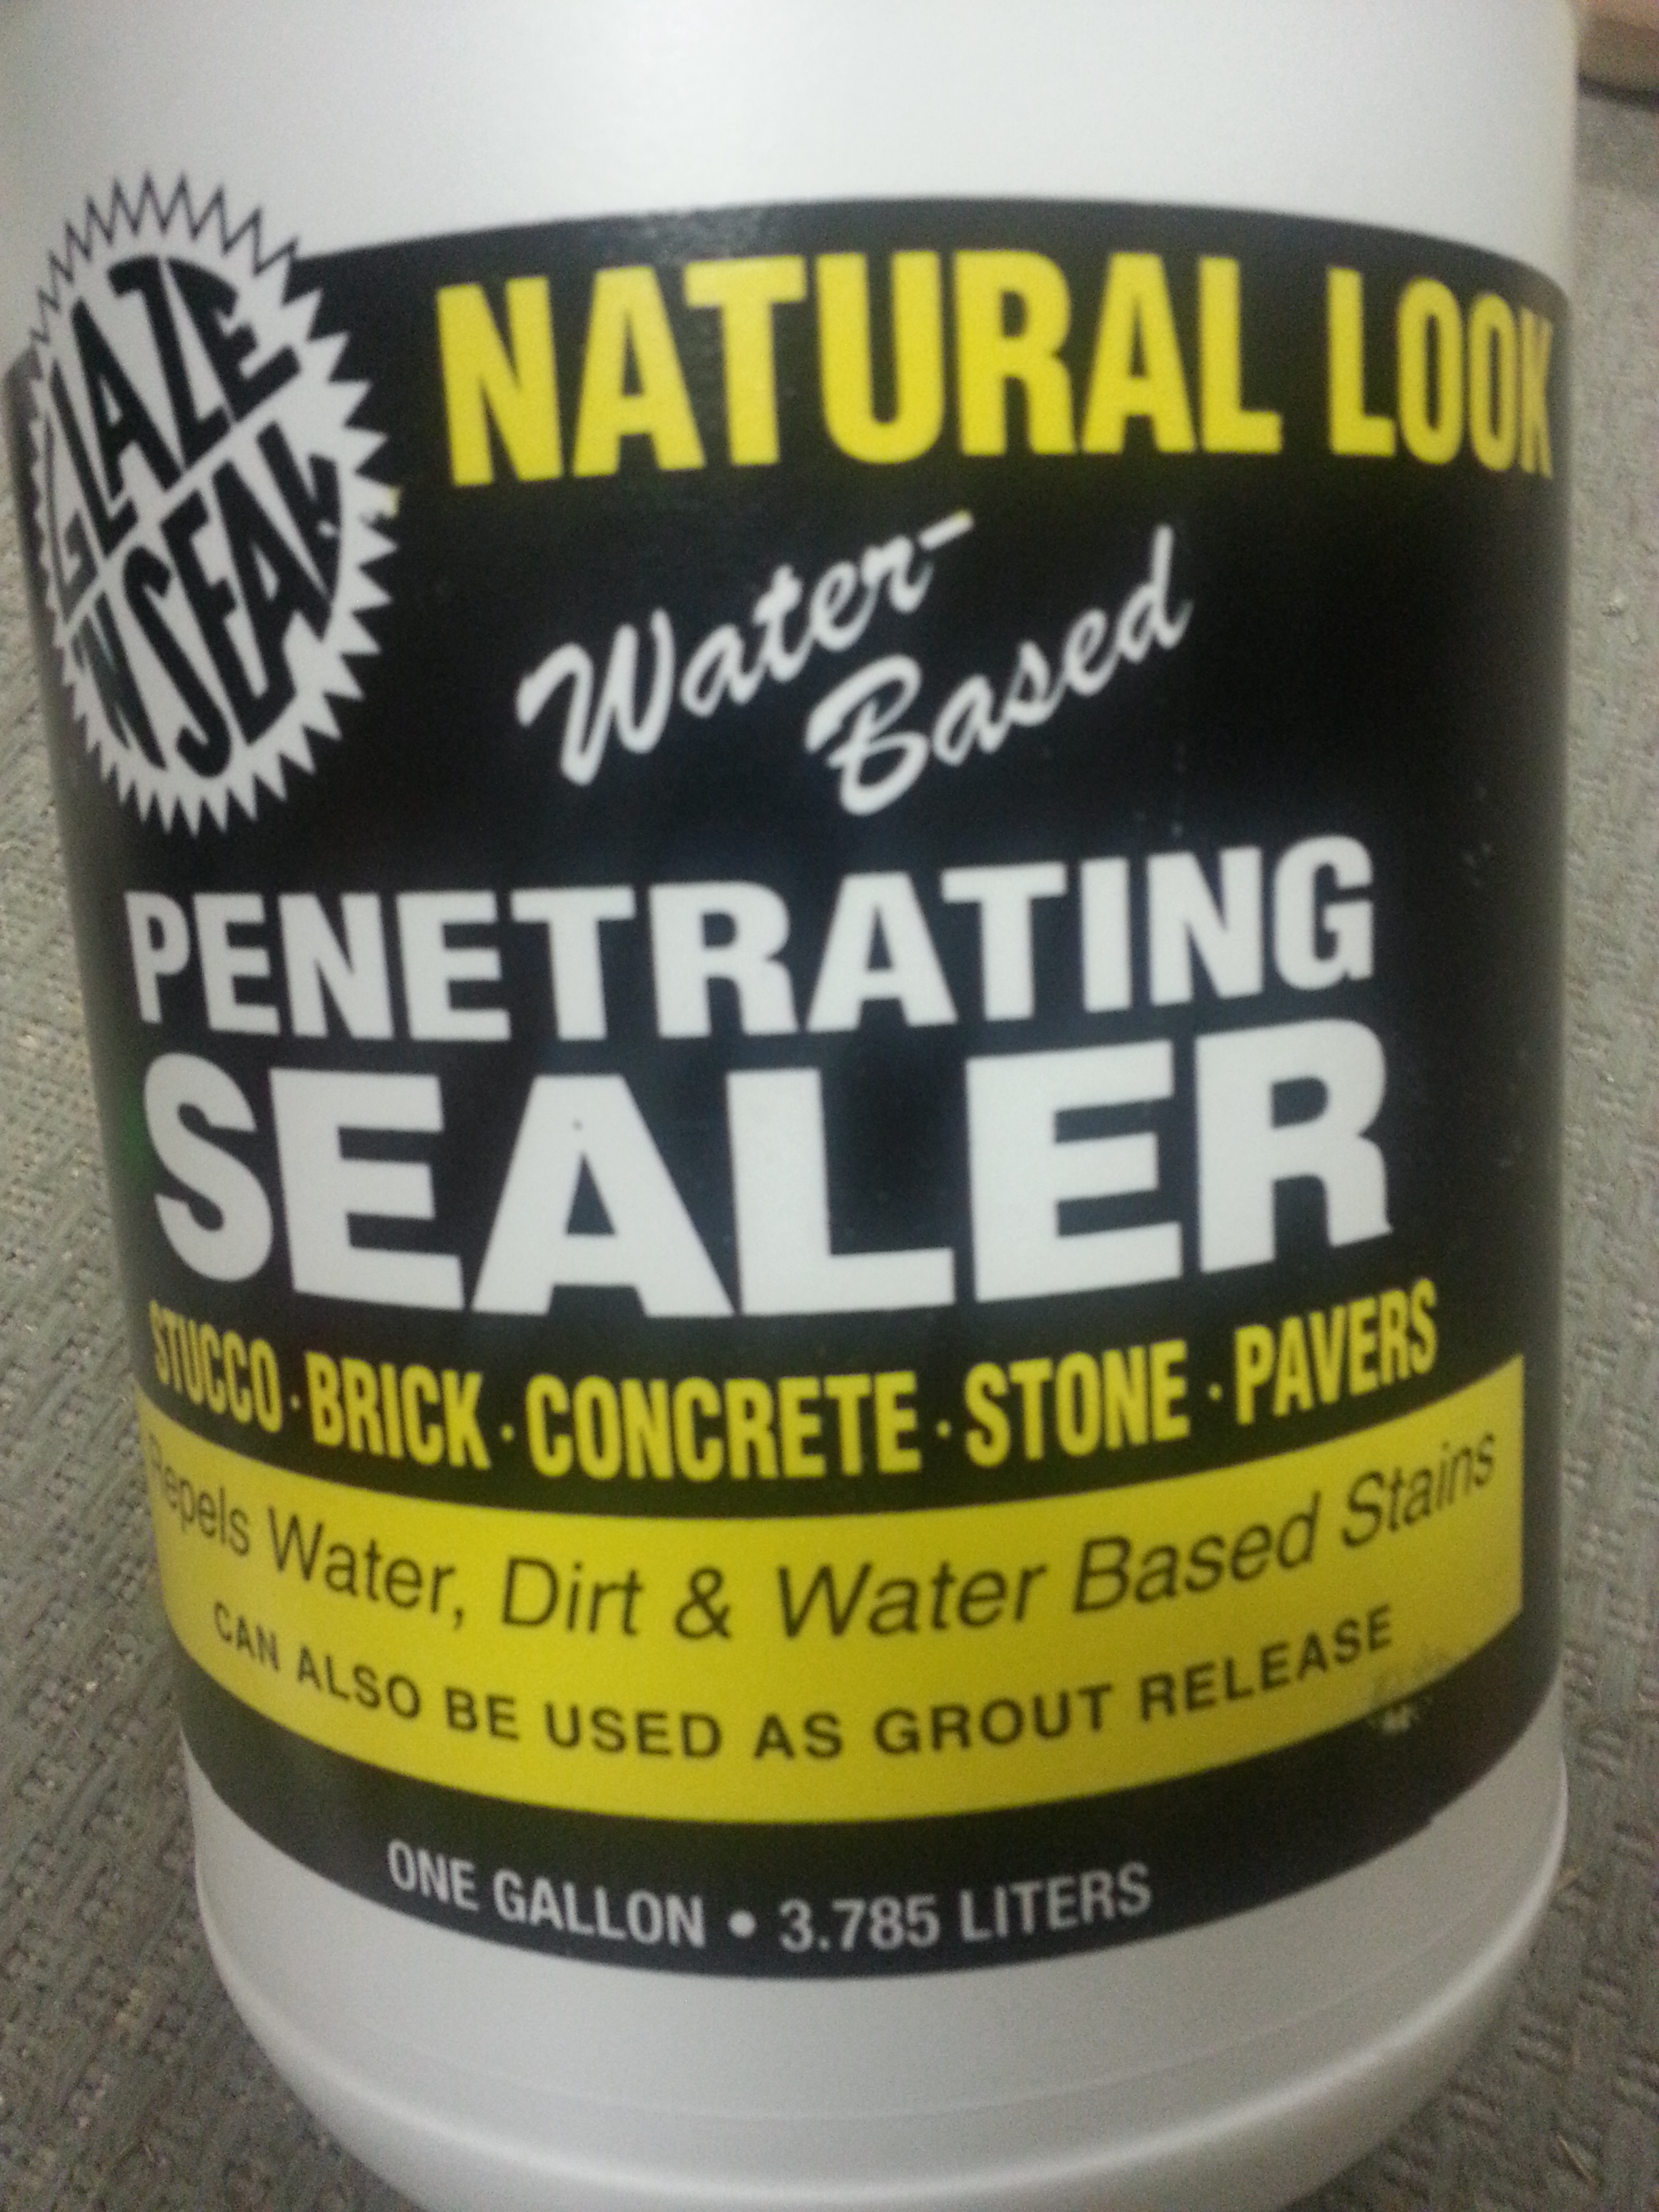 GLAZE
'N SEAL
NATURAL LOOK
Water-
Based
PENETRATING
SEALER
STUCCO · BRICK · CONCRETE · STONE · PAVERS
Repels Water, Dirt & Water Based Stains
CAN ALSO BE USED AS GROUT RELEASE
ONE GALLON • 3.785 LITERS